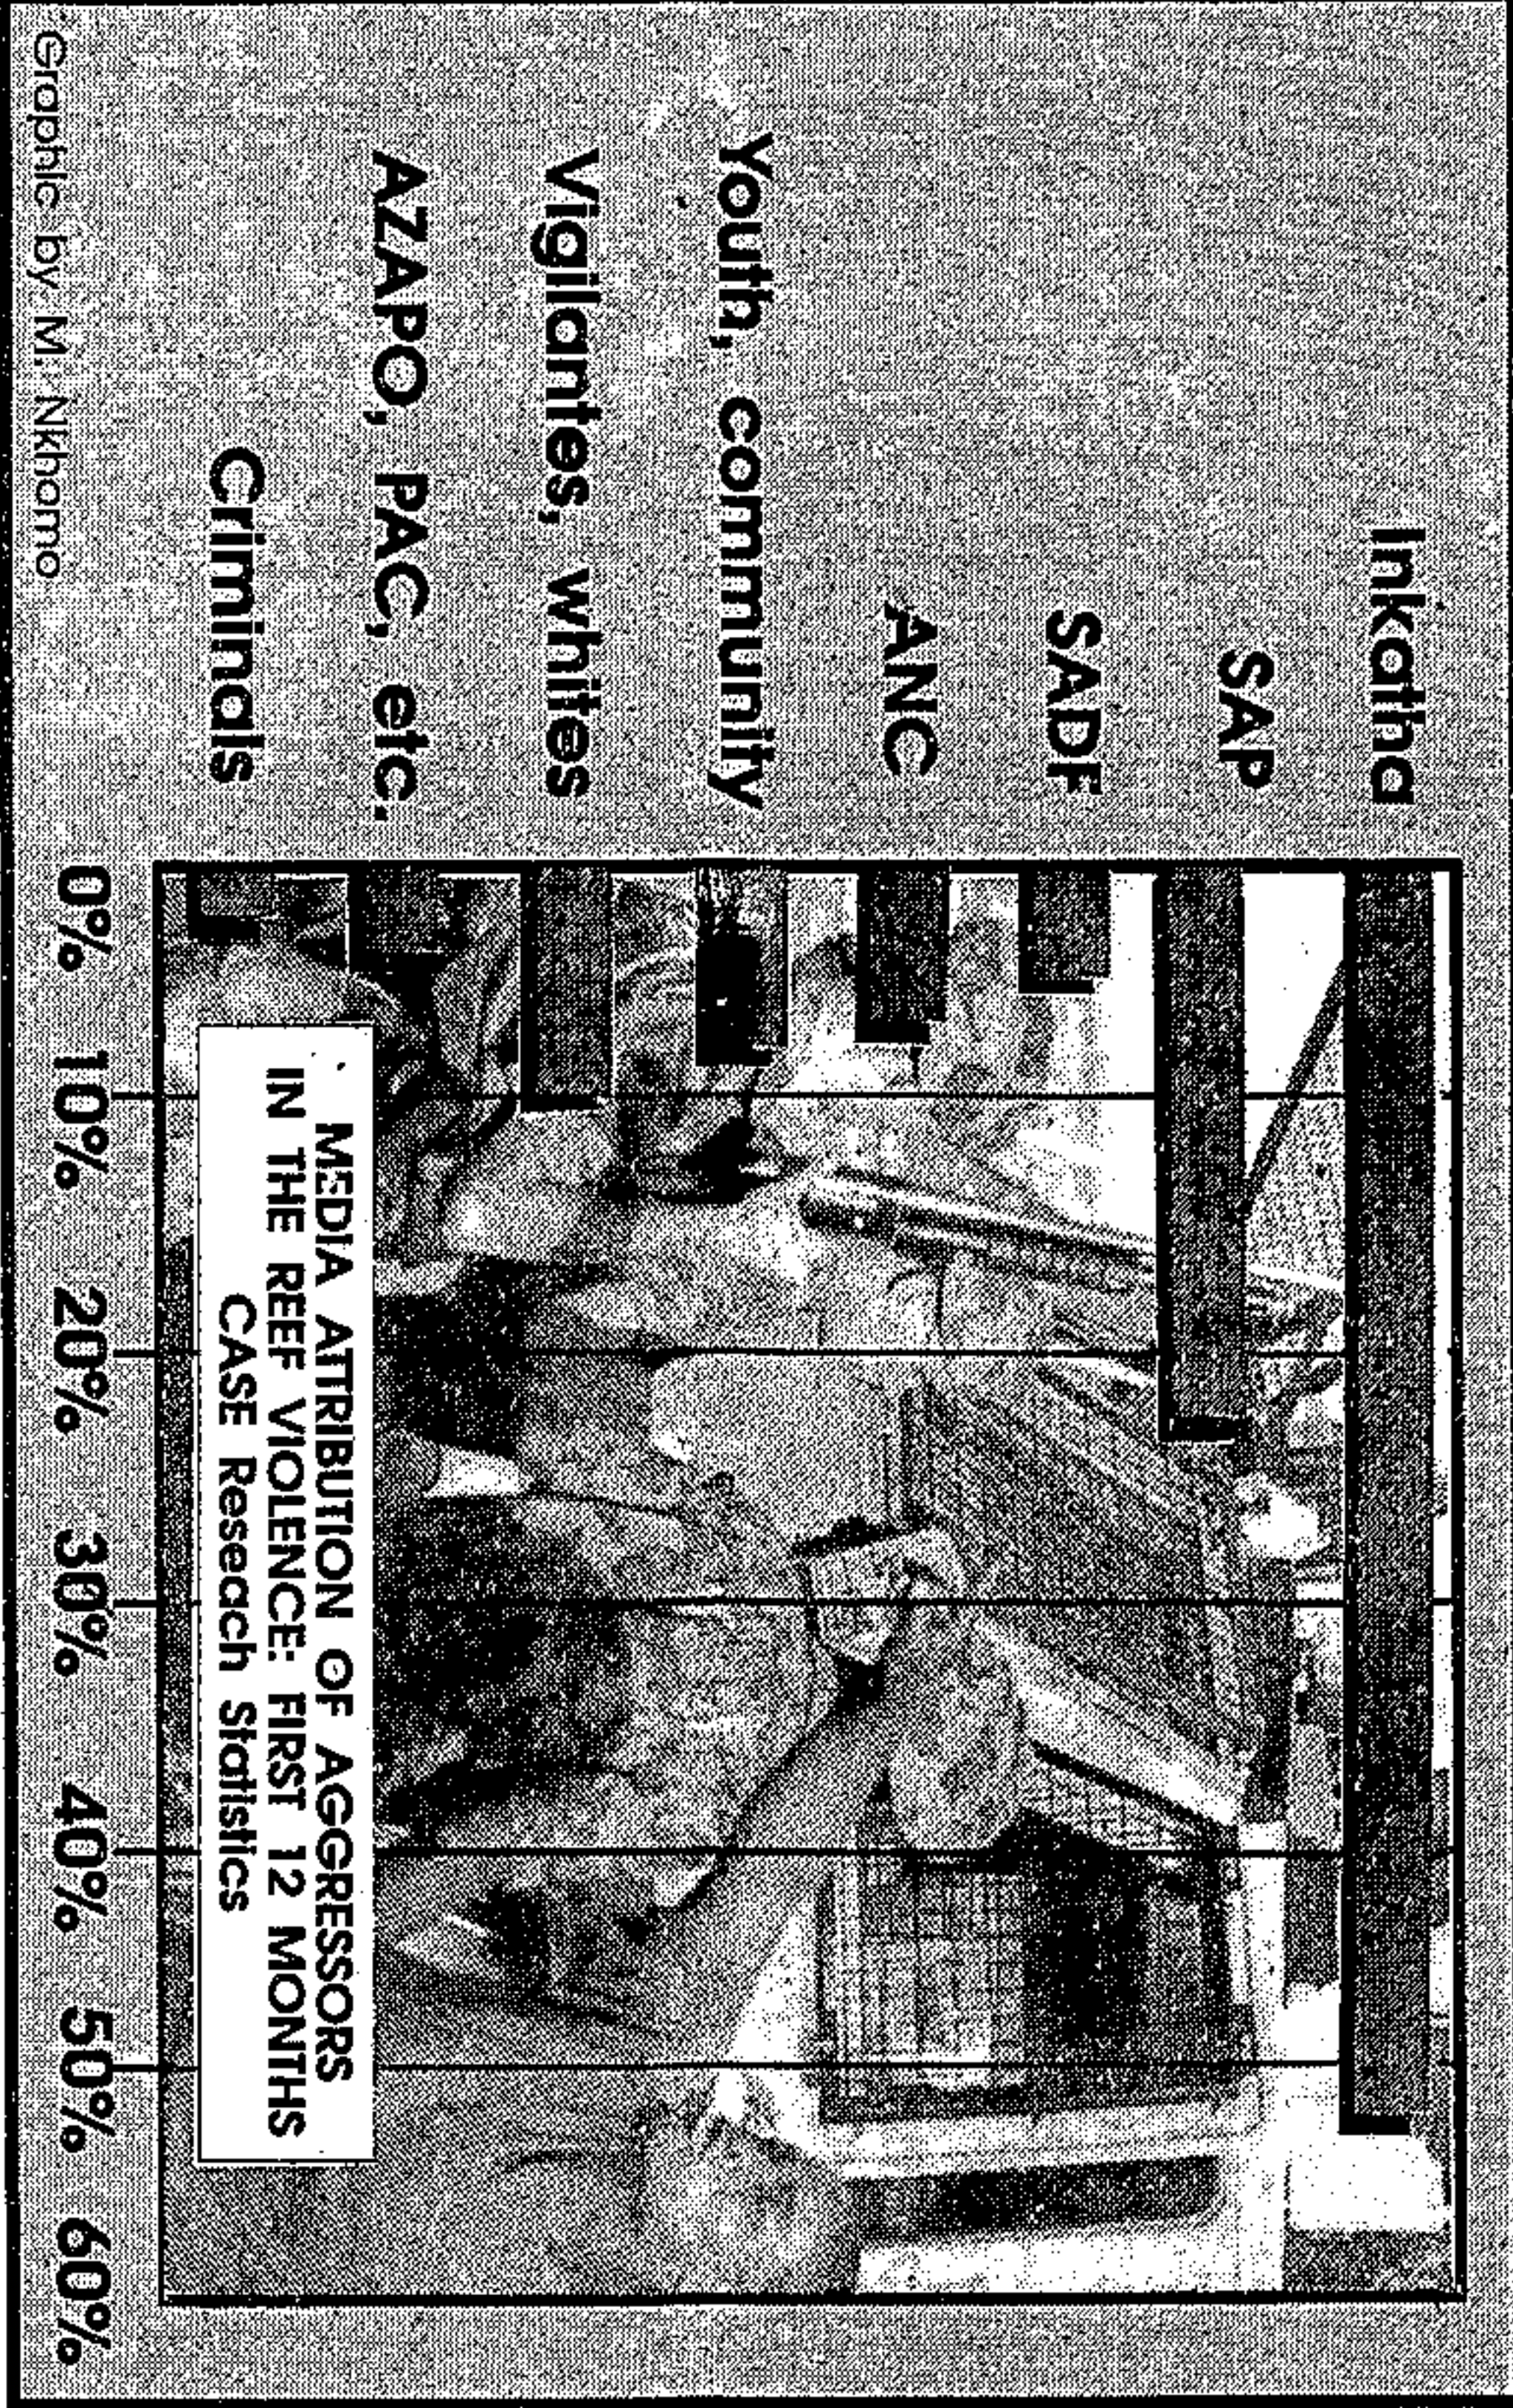 Inkatha
SAP
SADF
ANC
Youth, community
Vigilantes, whites
AZAPO, PAC, etc.
Criminals
MEDIA ATTRIBUTION OF AGGRESSORS
IN THE REEF VIOLENCE: FIRST 12 MONTHS
CASE Reseach Statistics
0% 10% 20% 30% 40% 50% 60%
Graphic by M. Nkhomo